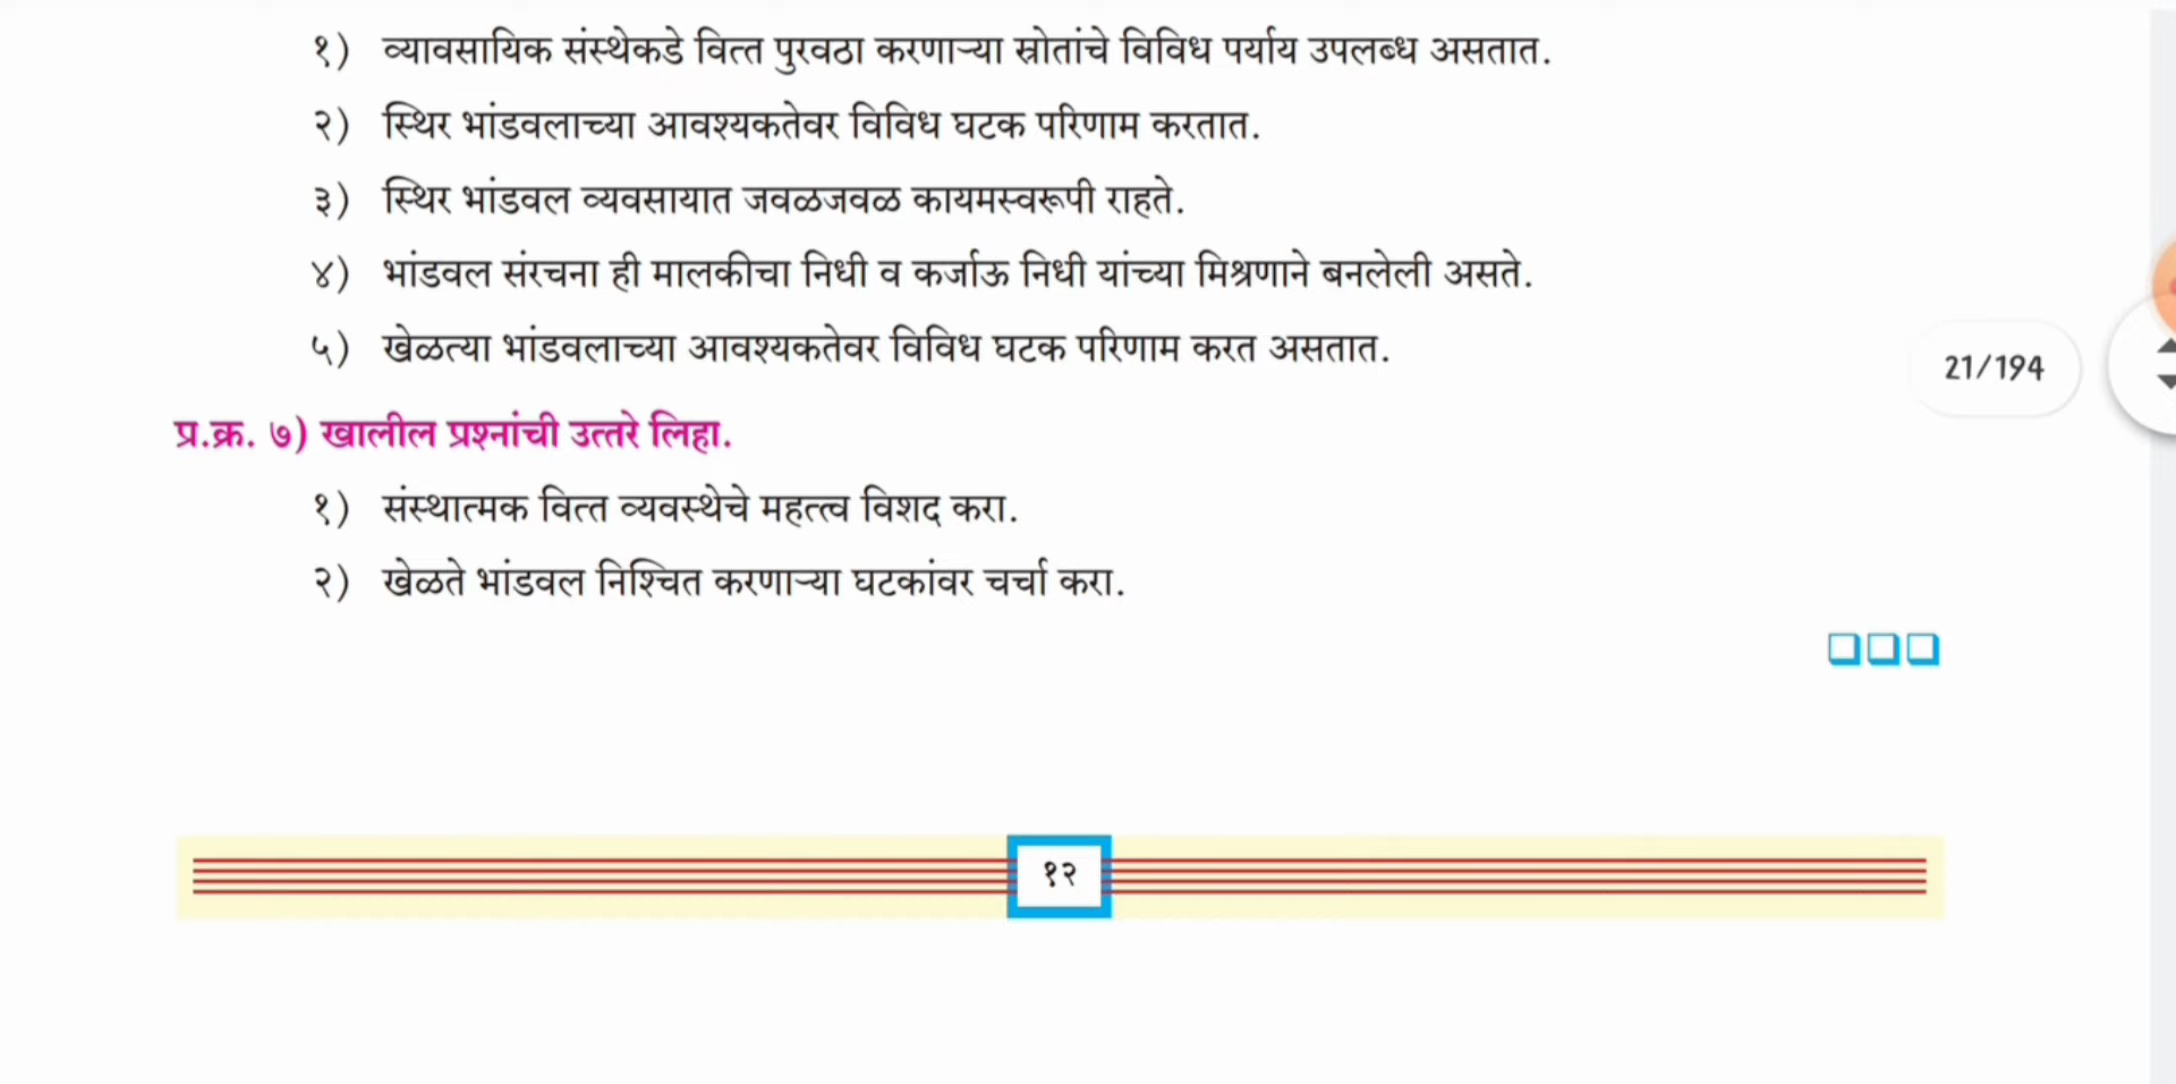 १) व्यावसायिक संस्थेकडे वित्त पुरवठा करणाऱ्या स्रोतांचे विविध पर्याय उपलब्ध असतात.
२) स्थिर भांडवलाच्या आवश्यकतेवर विविध घटक परिणाम करतात.
३) स्थिर भांडवल व्यवसायात जवळजवळ कायमस्वरूपी राहते.
४) भांडवल संरचना ही मालकीचा निधी व कर्जाऊ निधी यांच्या मिश्रणाने बनलेली असते.
५) खेळत्या भांडवलाच्या आवश्यकतेवर विविध घटक परिणाम करत असतात.
21/194
प्र.क्र. ७) खालील प्रश्नांची उत्तरे लिहा.
१) संस्थात्मक वित्त व्यवस्थेचे महत्त्व विशद करा.
२) खेळते भांडवल निश्चित करणाऱ्या घटकांवर चर्चा करा.
१२